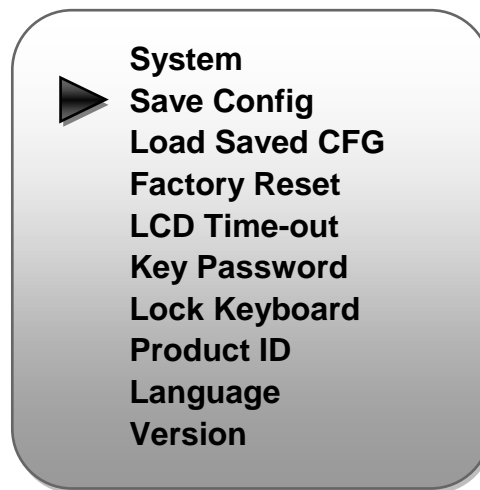 System
Save Config
Load Saved CFG
Factory Reset
LCD Time-out
Key Password
Lock Keyboard
Product ID
Language
Version